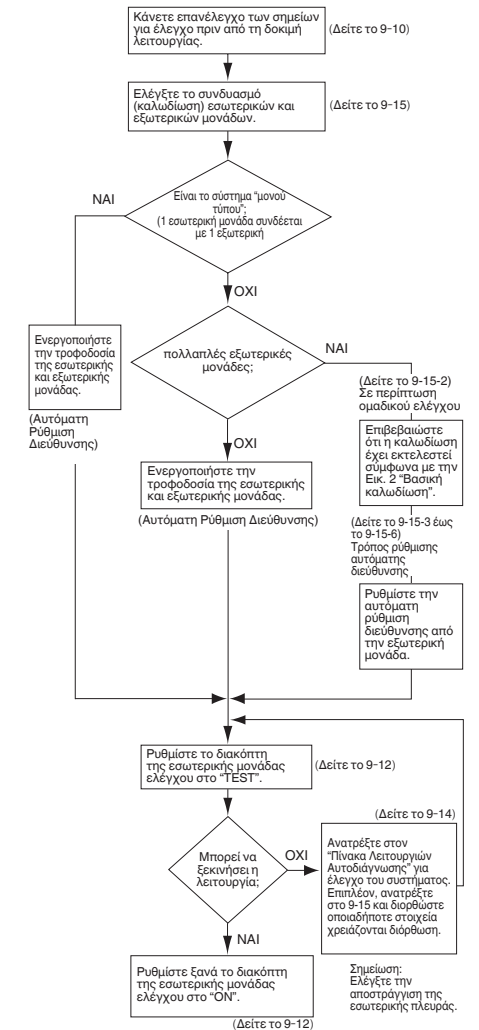 Κάνετε επανέλεγχο των σημείων
για έλεγχο πριν από τη δοκιμή
λειτουργίας.
(Δείτε το 9-10)
Ελέγξτε το συνδυασμό
(καλωδίωση) εσωτερικών και
εξωτερικών μονάδων.
(Δείτε το 9-15)
ΝΑΙ
Είναι το σύστημα “μονού
τύπου”;
(1 εσωτερική μονάδα συνδέεται
με 1 εξωτερική
ΟΧΙ
Ενεργοποιήστε
την τροφοδοσία
της εσωτερικής
και εξωτερικής
μονάδας.
(Αυτόματη
Ρύθμιση
Διεύθυνσης)
πολλαπλές εξωτερικές
μονάδες;
ΝΑΙ
(Δείτε το 9-15-2)
Σε περίπτωση
ομαδικού ελέγχου
Επιβεβαιώστε
ότι η καλωδίωση
έχει εκτελεστεί
σύμφωνα με την
Εικ. 2 “Βασική
καλωδίωση”.
ΟΧΙ
Ενεργοποιήστε την
τροφοδοσία της εσωτερικής
και εξωτερικής μονάδας.
(Αυτόματη Ρύθμιση Διεύθυνσης)
(Δείτε το 9-15-3 έως
το 9-15-6)
Τρόπος ρύθμισης
αυτόματης
διεύθυνσης
Ρυθμίστε την
αυτόματη
ρύθμιση
διεύθυνσης από
την εξωτερική
μονάδα.
Ρυθμίστε το διακόπτη
της εσωτερικής μονάδας
ελέγχου στο “TEST”.
(Δείτε το 9-12)
Μπορεί να
ξεκινήσει η
λειτουργία;
ΟΧΙ
(Δείτε το 9-14)
Ανατρέξτε στον
“Πίνακα Λειτουργιών
Αυτοδιάγνωσης” για
έλεγχο του συστήματος.
Επιπλέον, ανατρέξτε
στο 9-15 και διορθώστε
οποιαδήποτε στοιχεία
χρειάζονται διόρθωση.
ΝΑΙ
Ρυθμίστε ξανά το διακόπτη
της εσωτερικής μονάδας
ελέγχου στο “ON”.
(Δείτε το 9-12)
Σημείωση:
Ελέγξτε την
αποστράγγιση της
εσωτερικής πλευράς.